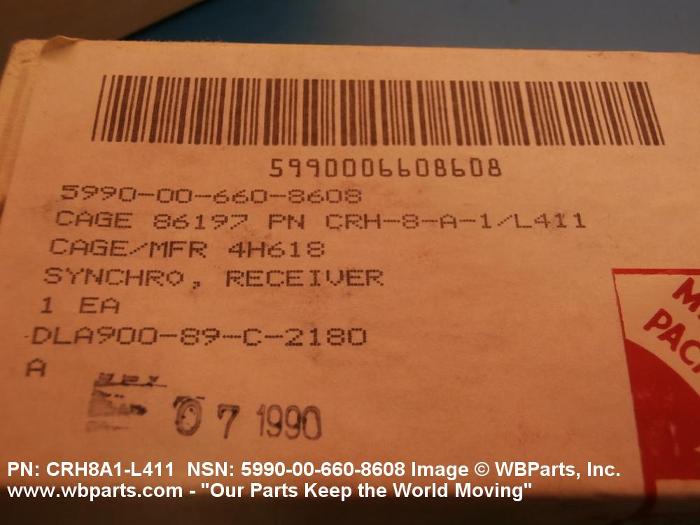 5990006608608
5990-00-660-8608
CAGE 86197 PN CRH-8-A-1/L411
CAGE/MFR 4H618
SYNCHRO, RECEIVER
1 EA
DLA900-89-C-2180
A
07 1990
PN: CRH8A1-L411 NSN: 5990-00-660-8608 Image © WBParts, Inc.
www.wbparts.com - "Our Parts Keep the World Moving"